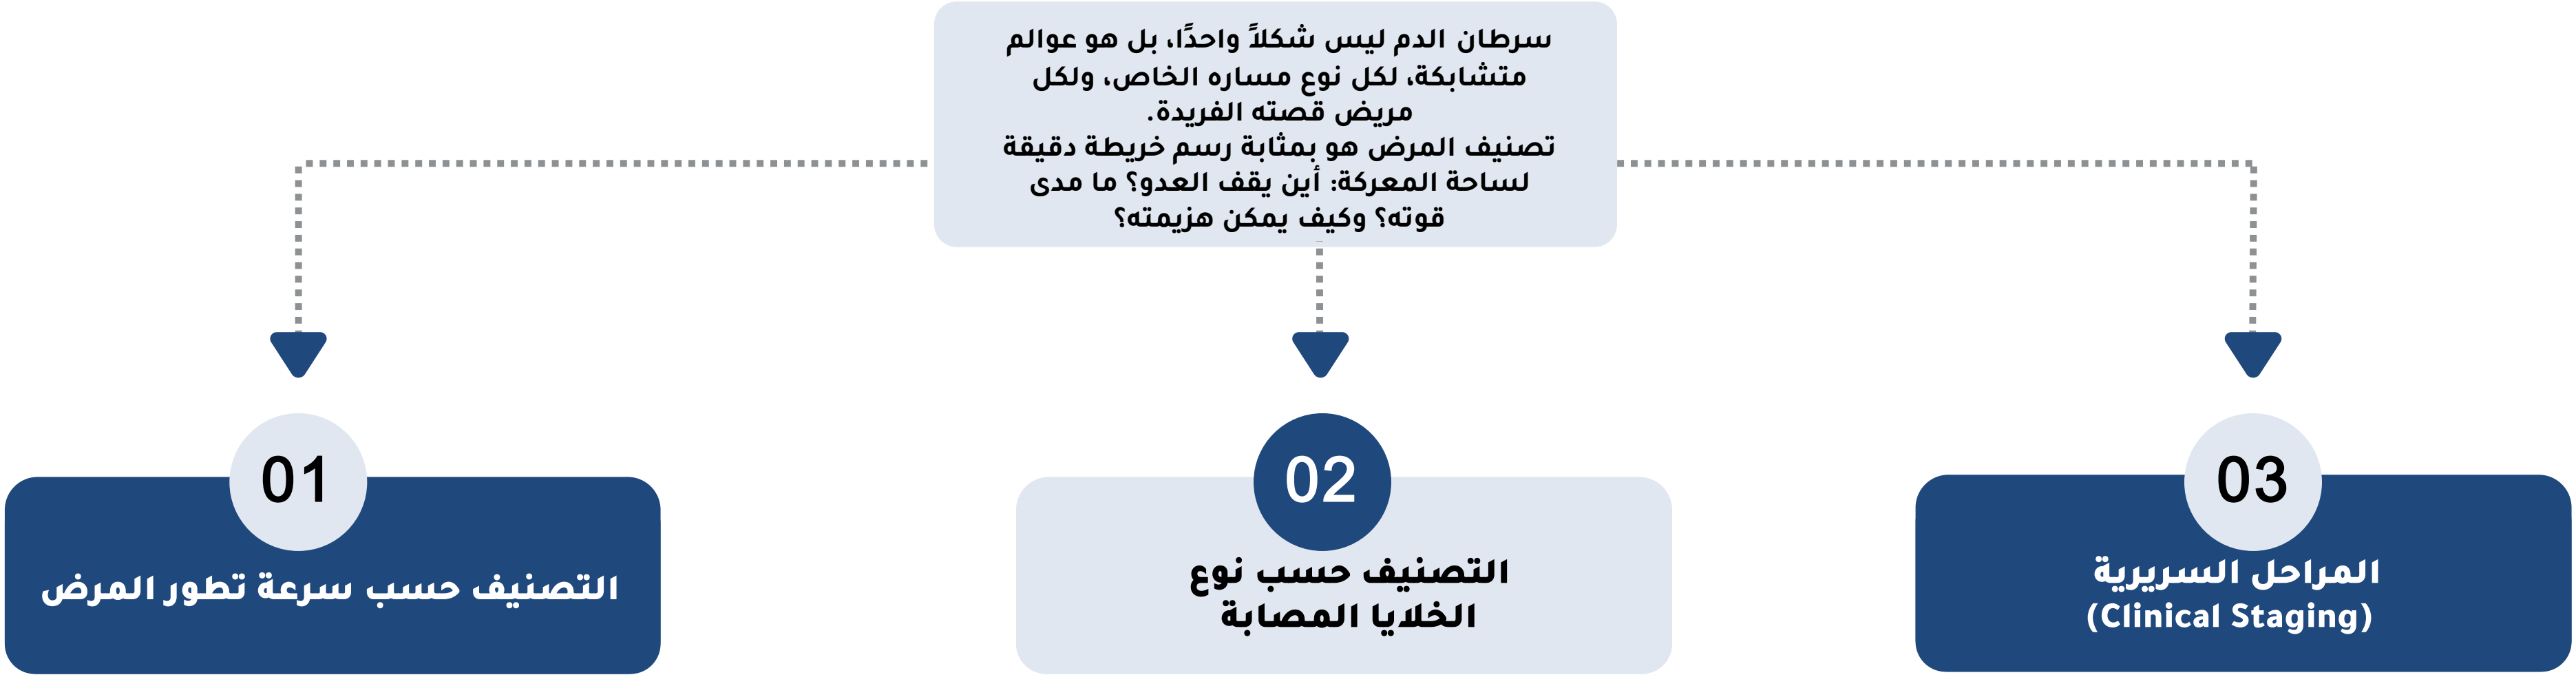 سرطان الدم ليس شكلاً واحدًا، بل هو عوالم
متشابكة، لكل نوع مساره الخاص، ولكل
مريض قصته الفريدة.
تصنيف المرض هو بمثابة رسم خريطة دقيقة
لساحة المعركة: أين يقف العدو؟ ما مدى
قوته؟ وكيف يمكن هزيمته؟
01
التصنيف حسب سرعة تطور المرض
02
التصنيف حسب نوع
الخلايا المصابة
03
المراحل السريرية
(Clinical Staging)